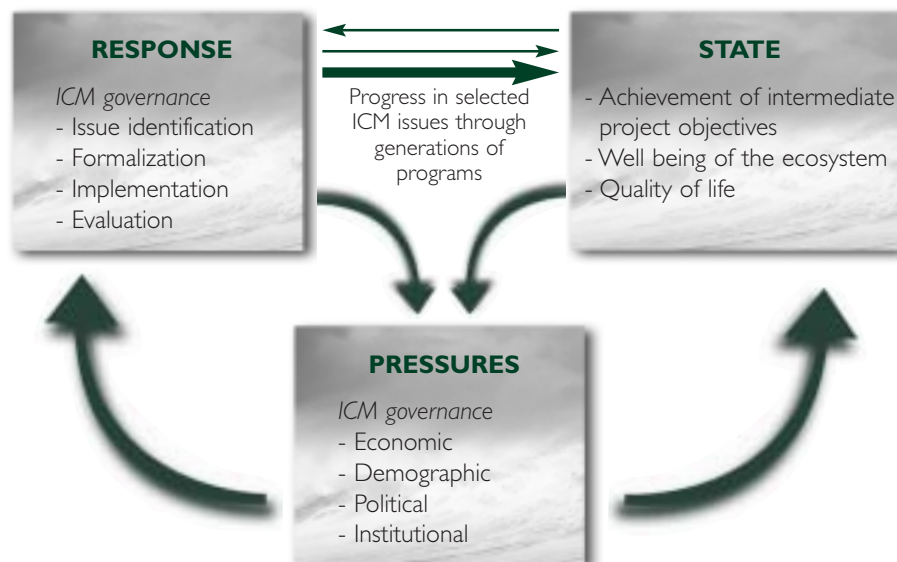 RESPONSE
ICM governance
- Issue identification
- Formalization
- Implementation
- Evaluation
Progress in selected
ICM issues through
generations of
programs
STATE
- Achievement of intermediate
project objectives
- Well being of the ecosystem
- Quality of life
PRESSURES
ICM governance
- Economic
- Demographic
- Political
- Institutional